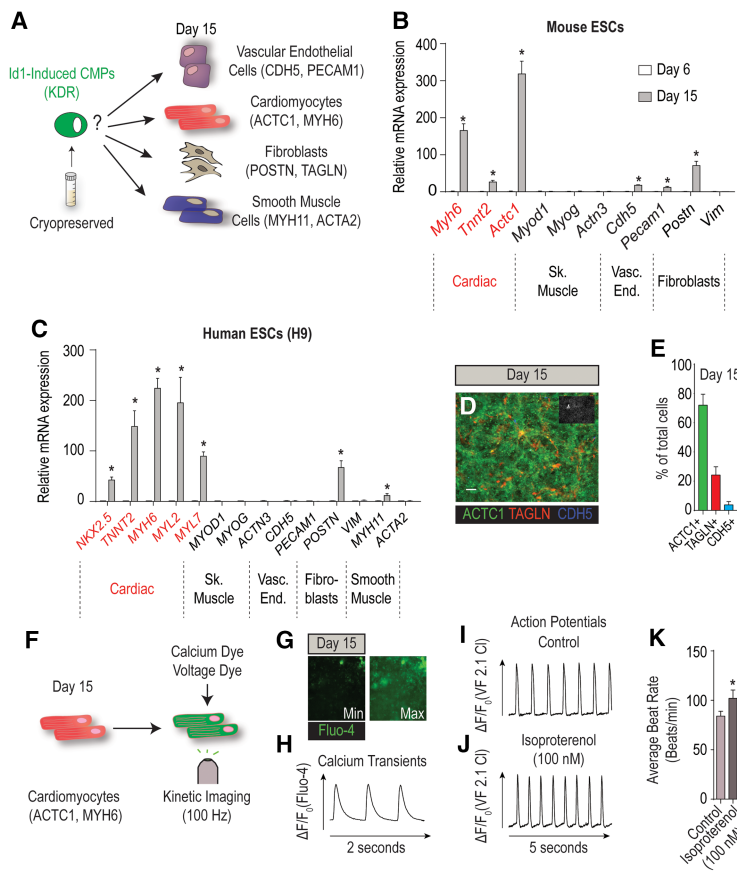 A
Day 15
Id1-Induced CMPs
(KDR)
?
Cryopreserved
Vascular Endothelial
Cells (CDH5, PECAM1)
Cardiomyocytes
(ACTC1, MYH6)
Fibroblasts
(POSTN, TAGLN)
Smooth Muscle
Cells (MYH11, ACTA2)
B
Mouse ESCs
Relative mRNA expression
400
300
200
100
0
Day 6
Day 15
* * * * * *
Myh6 Tnnt2 Actc1 Myod1 Myog Actn3 Cdh5 Pecam1 Postn Vim
Cardiac
Sk.
Muscle
Vasc.
End.
Fibroblasts
C
Human ESCs (H9)
Relative mRNA expression
300
200
100
0
* * * * * * *
NKX2.5 TNNT2 MYH6 MYL2 MYL7 MYOD1 MYOG ACTN3 CDH5 PECAM1 POSTN VIM MYH11 ACTA2
Cardiac
Sk.
Muscle
Vasc.
End.
Fibro-
blasts
Smooth
Muscle
Day 15
D
ACTC1 TAGLN CDH5
E
Day 15
% of total cells
100
80
60
40
20
0
ACTC1+
TAGLN+
CDH5+
F
Day 15
Calcium Dye
Voltage Dye
Cardiomyocytes
(ACTC1, MYH6)
Kinetic Imaging
(100 Hz)
G
Day 15
Min
Max
Fluo-4
H
Calcium Transients
ΔF/F0(Fluo-4)
2 seconds
I
Action Potentials
Control
ΔF/F0(VF 2.1 Cl)
J
Isoproterenol
(100 nM)
ΔF/F0(VF 2.1 Cl)
5 seconds
K
Average Beat Rate
(Beats/min)
150
100
50
0
*
Control
Isoproterenol
(100 nM)